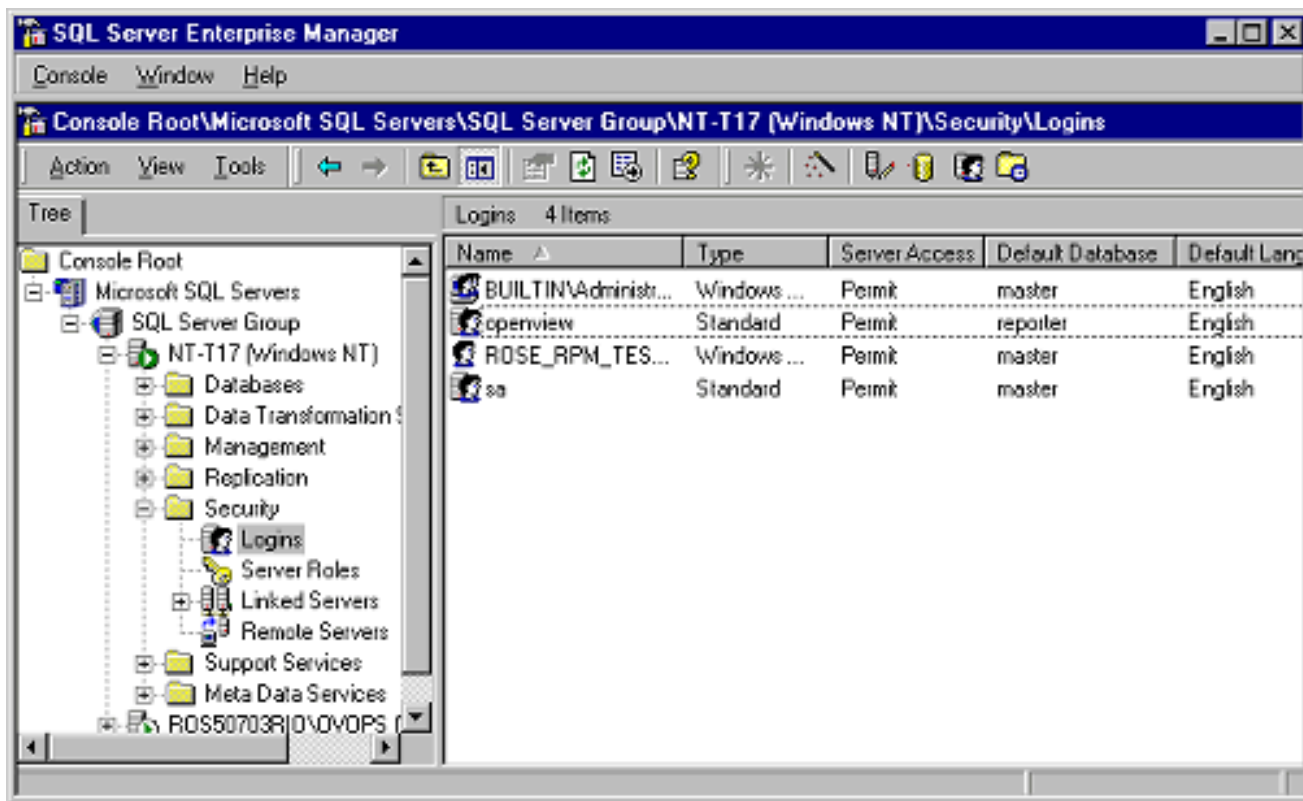 SQL Server Enterprise Manager
Console Window Help
Console Root\Microsoft SQL Servers\SQL Server Group\NT-T17 (Windows NT)\Security\Logins
Action View Tools
Tree
Logins 4 Items
Console Root
Microsoft SQL Servers
SQL Server Group
NT-T17 (Windows NT)
Databases
Data Transformation S
Management
Replication
Security
Logins
Server Roles
Linked Servers
Remote Servers
Support Services
Meta Data Services
ROS50703RIO\OVOPS (
Name Type Server Access Default Database Default Lang
BUILTIN\Administr... Windows ... Permit master English
openview Standard Permit reporter English
ROSE_RPM_TES... Windows ... Permit master English
sa Standard Permit master English